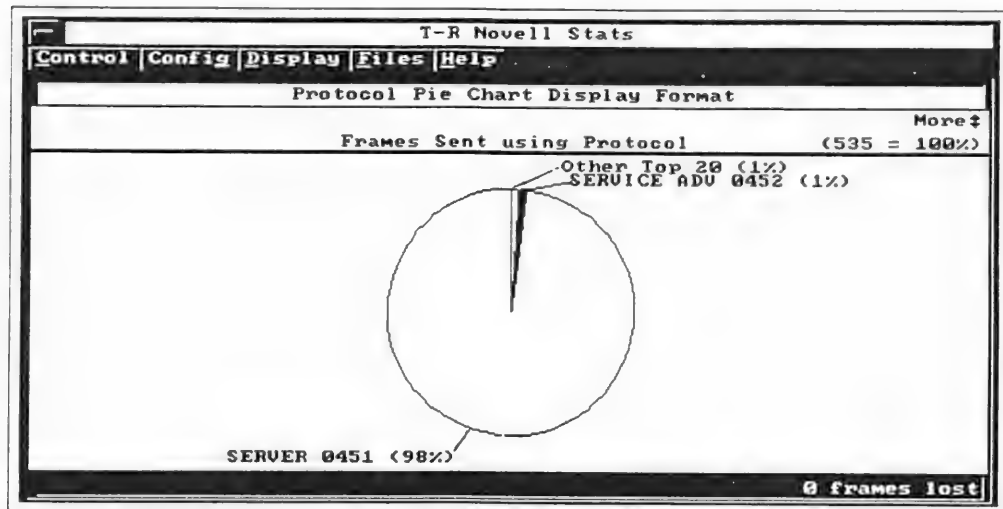 T-R Novell Stats
Control Config Display Files Help
Protocol Pie Chart Display Format
More‡
Frames Sent using Protocol (535 = 100%)
Other Top 20 (1%)
SERVICE ADV 0452 (1%)
SERVER 0451 (98%)
0 frames lost